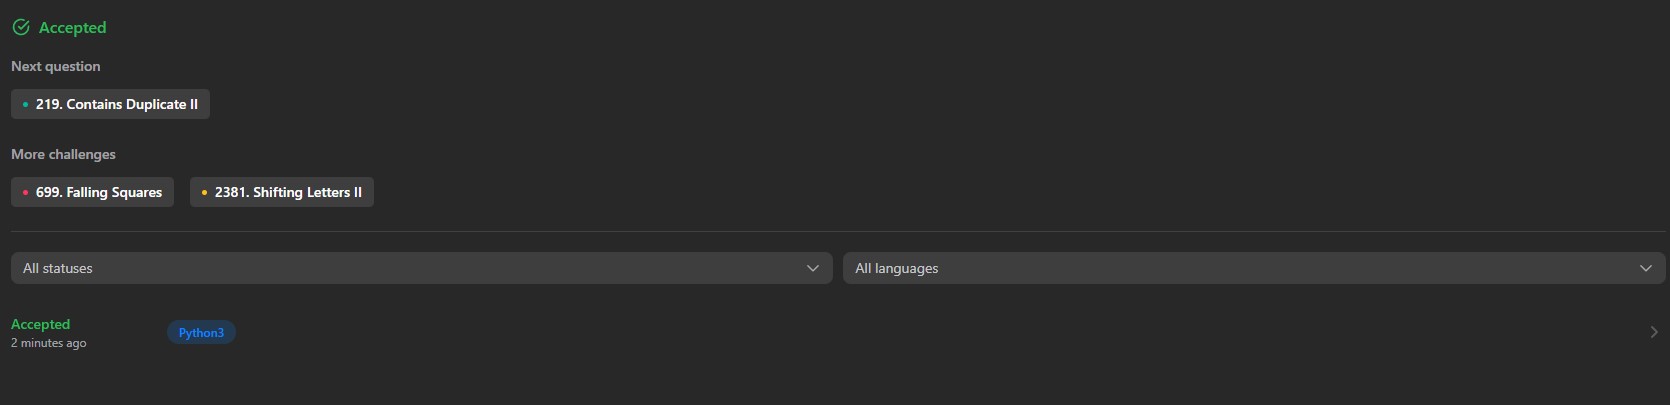 Accepted
Next question
219. Contains Duplicate II
More challenges
699. Falling Squares 2381. Shifting Letters II
All statuses All languages
Accepted Python3
2 minutes ago